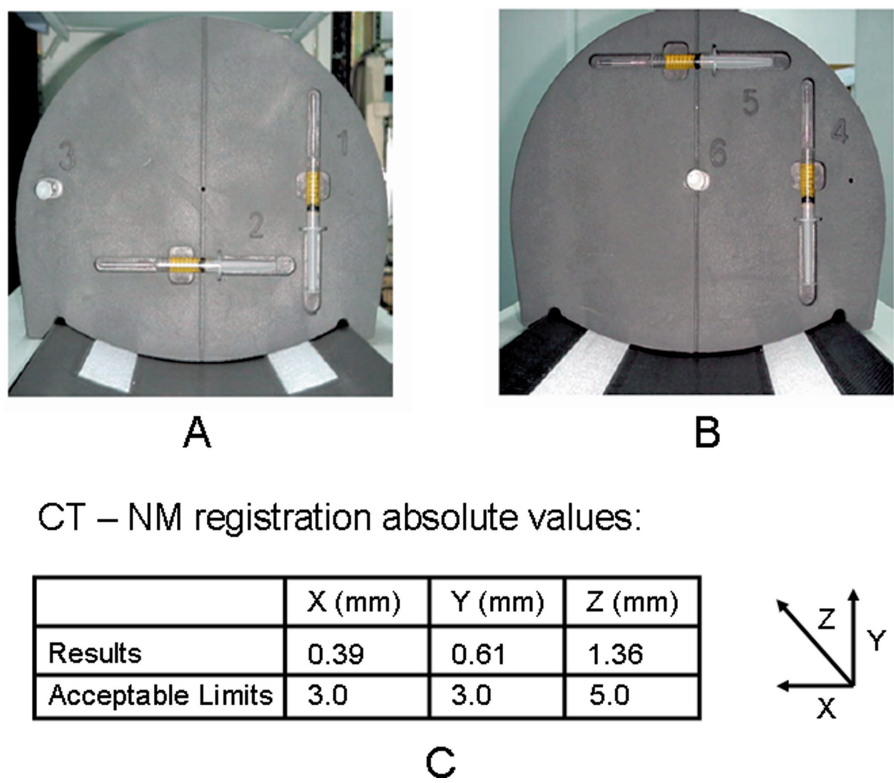 3
1
2
A
5
4
6
B
CT – NM registration absolute values:
X (mm) Y (mm) Z (mm)
Results 0.39 0.61 1.36
Acceptable Limits 3.0 3.0 5.0
Z
Y
X
C